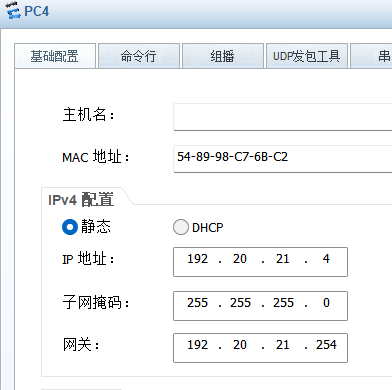 PC4
基础配置 命令行 组播 UDP发包工具 串
主机名：
MAC 地址： 54-89-98-C7-6B-C2
IPv4 配置
静态 DHCP
IP 地址： 192 . 20 . 21 . 4
子网掩码： 255 . 255 . 255 . 0
网关： 192 . 20 . 21 . 254